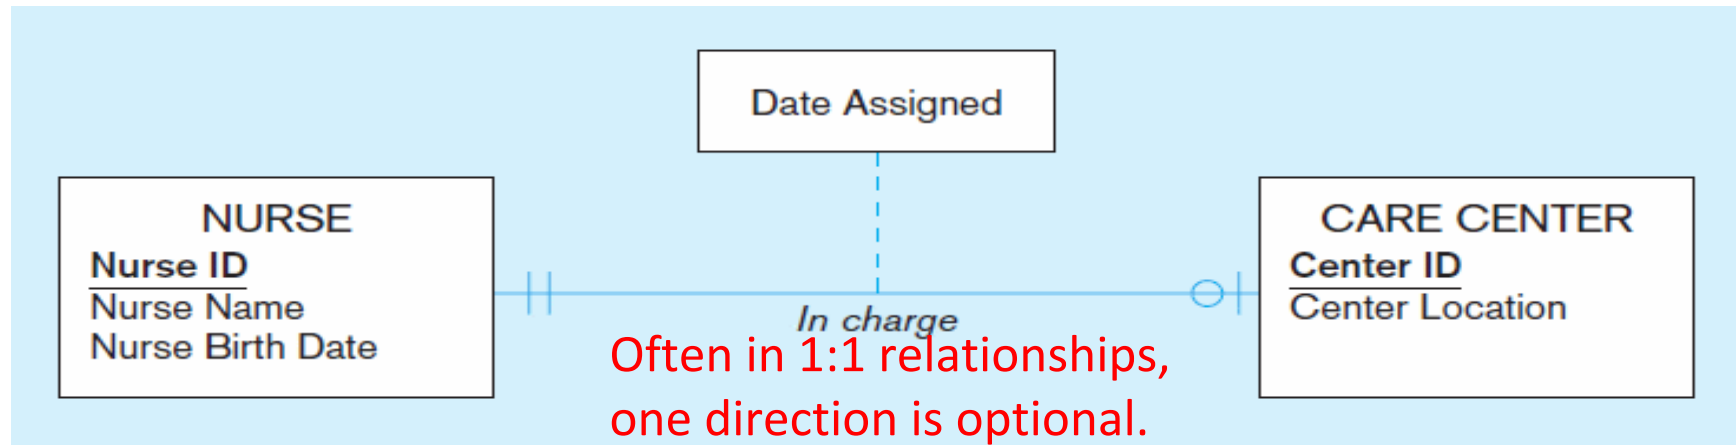 Date Assigned
NURSE
Nurse ID
Nurse Name
Nurse Birth Date
In charge
CARE CENTER
Center ID
Center Location
Often in 1:1 relationships,
one direction is optional.